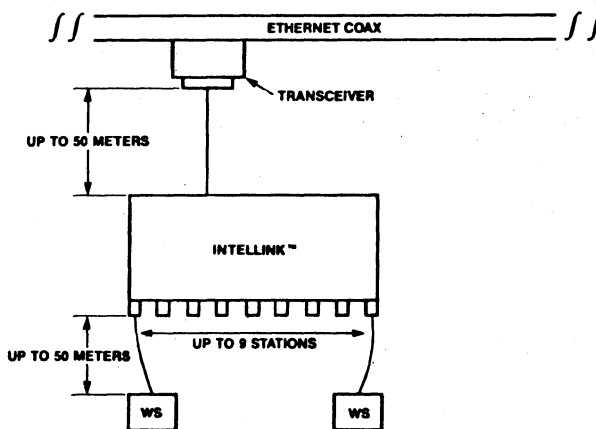 ETHERNET COAX
TRANSCEIVER
UP TO 50 METERS
INTELLINK™
UP TO 9 STATIONS
UP TO 50 METERS
WS WS